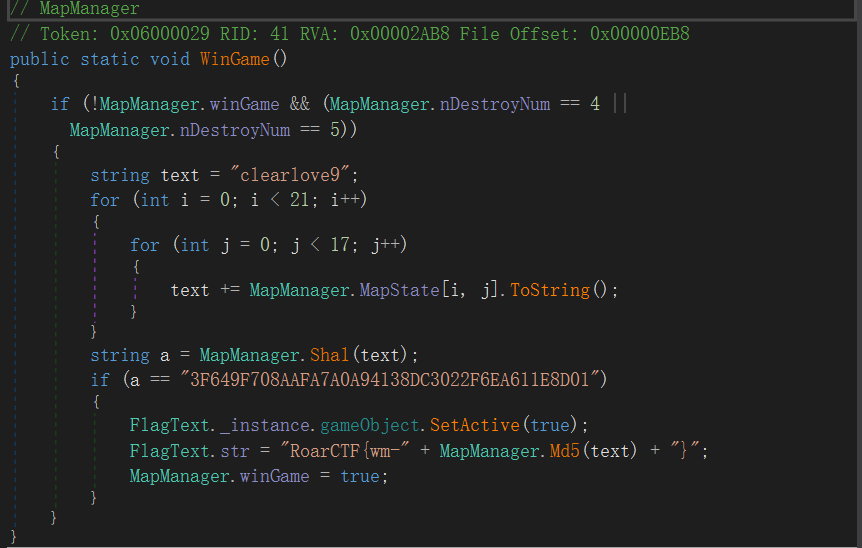 // MapManager
// Token: 0x06000029 RID: 41 RVA: 0x00002AB8 File Offset: 0x00000EB8
public static void WinGame()
{
if (!MapManager.winGame && (MapManager.nDestroyNum == 4 ||
MapManager.nDestroyNum == 5))
{
string text = "clearlove9";
for (int i = 0; i < 21; i++)
{
for (int j = 0; j < 17; j++)
{
text += MapManager.MapState[i, j].ToString();
}
}
string a = MapManager.Sha1(text);
if (a == "3F649F708AAFA7A0A94138DC3022F6EA611E8D01")
{
FlagText._instance.gameObject.SetActive(true);
FlagText.str = "RoarCTF{wm-" + MapManager.Md5(text) + "}";
MapManager.winGame = true;
}
}
}